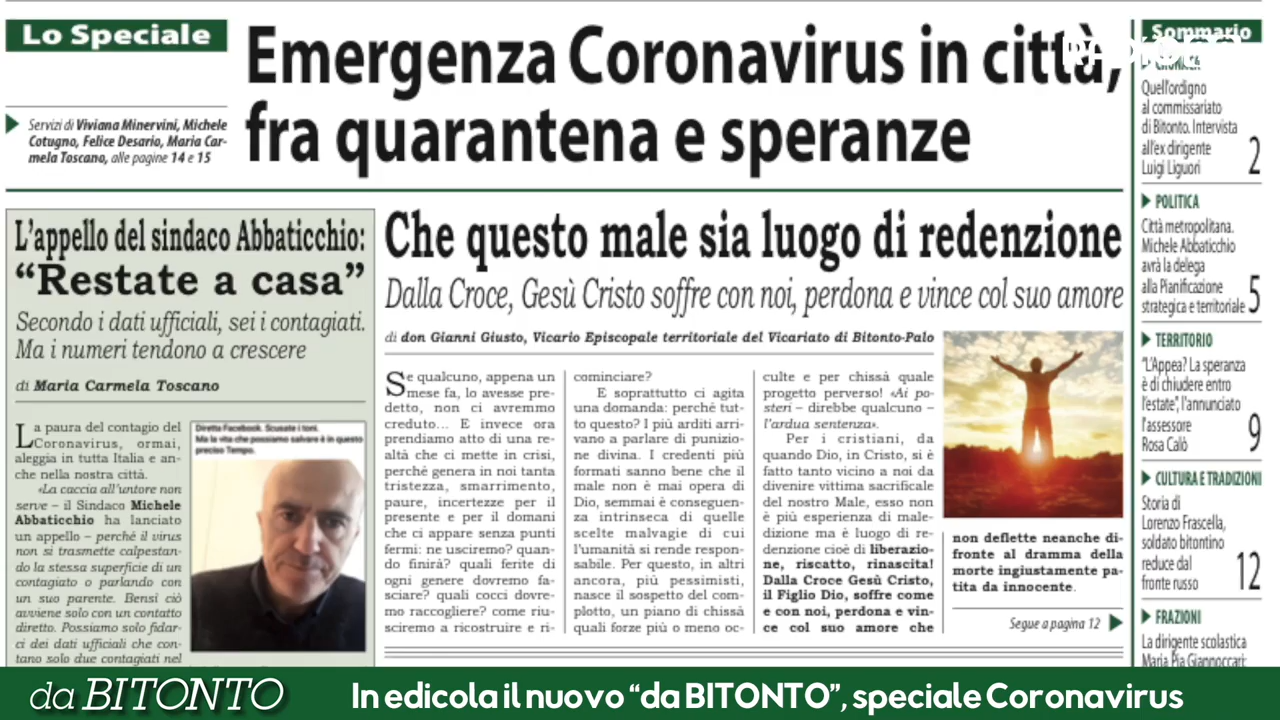 Lo Speciale
Servizi di Viviana Minervini, Michele
Cotugno, Felice Desario, Maria Car-
mela Toscano, alle pagine 14 e 15
Emergenza Coronavirus in città,
fra quarantena e speranze
L'appello del sindaco Abbaticchio:
“Restate a casa”
Secondo i dati ufficiali, sei i contagiati.
Ma i numeri tendono a crescere
di Maria Carmela Toscano
La paura del contagio del
Coronavirus, ormai,
aleggia in tutta Italia e an-
che nella nostra città.
«La caccia all'untore non
serve – il Sindaco Michele
Abbaticchio ha lanciato
un appello – perché il virus
non si trasmette calpestan-
do la stessa superficie di un
contagiato o parlando con
un suo parente. Bensì ciò
avviene solo con un contatto
diretto. Possiamo solo fidar-
ci dei dati ufficiali che con-
tano solo due contagiati nel
Diretta Facebook. Scusate i toni.
Ma la vita che possiamo salvare è in questo
preciso Tempo.
Che questo male sia luogo di redenzione
Dalla Croce, Gesù Cristo soffre con noi, perdona e vince col suo amore
di don Gianni Giusto, Vicario Episcopale territoriale del Vicariato di Bitonto-Palo
Se qualcuno, appena un
mese fa, lo avesse pre-
detto, non ci avremmo
creduto... E invece ora
prendiamo atto di una re-
altà che ci mette in crisi,
perché genera in noi tanta
tristezza, smarrimento,
paure, incertezze per il
presente e per il domani
che ci appare senza punti
fermi: ne usciremo? quan-
do finirà? quali ferite di
ogni genere dovremo fa-
sciare? quali cocci dovremo
raccogliere? come riu-
sciremo a ricostruire e ri-
cominciare?
E soprattutto ci agita
una domanda: perché tut-
to questo? I più arditi arri-
vano a parlare di punizio-
ne divina. I credenti più
formati sanno bene che il
male non è mai opera di
Dio, semmai è conseguen-
za intrinseca di quelle
scelte malvagie di cui
l'umanità si rende respon-
sabile. Per questo, in altri
ancora, più pessimisti,
nasce il sospetto del com-
plotto, un piano di chissà
quali forze più o meno oc-
culte e per chissà quale
progetto perverso! «Ai po-
steri – direbbe qualcuno –
l'ardua sentenza».
Per i cristiani, da
quando Dio, in Cristo, si è
fatto tanto vicino a noi da
divenire vittima sacrificale
del nostro Male, esso non
è più esperienza di male-
dizione ma è luogo di re-
denzione cioè di liberazio-
ne, riscatto, rinascita!
Dalla Croce Gesù Cristo,
il Figlio Dio, soffre come
e con noi, perdona e vin-
ce col suo amore che
non deflette neanche di-
fronte al dramma della
morte ingiustamente pa-
tita da innocente.
Segue a pagina 12
Sommario
Quell'ordigno
al commissariato
di Bitonto. Intervista
all'ex dirigente
Luigi Liguori
2
POLITICA
Città metropolitana.
Michele Abbaticchio
avrà la delega
alla Pianificazione
strategica e territoriale
5
TERRITORIO
“L'Appea? La speranza
è di chiudere entro
l'estate”, l'annunciato
l'assessore
Rosa Calò
9
CULTURA E TRADIZIONI
Storia di
Lorenzo Frascella,
soldato bitontino
reduce dal
fronte russo
12
FRAZIONI
La dirigente scolastica
Maria Pia Giannoccari:
da BITONTO
In edicola il nuovo “da BITONTO”, speciale Coronavirus